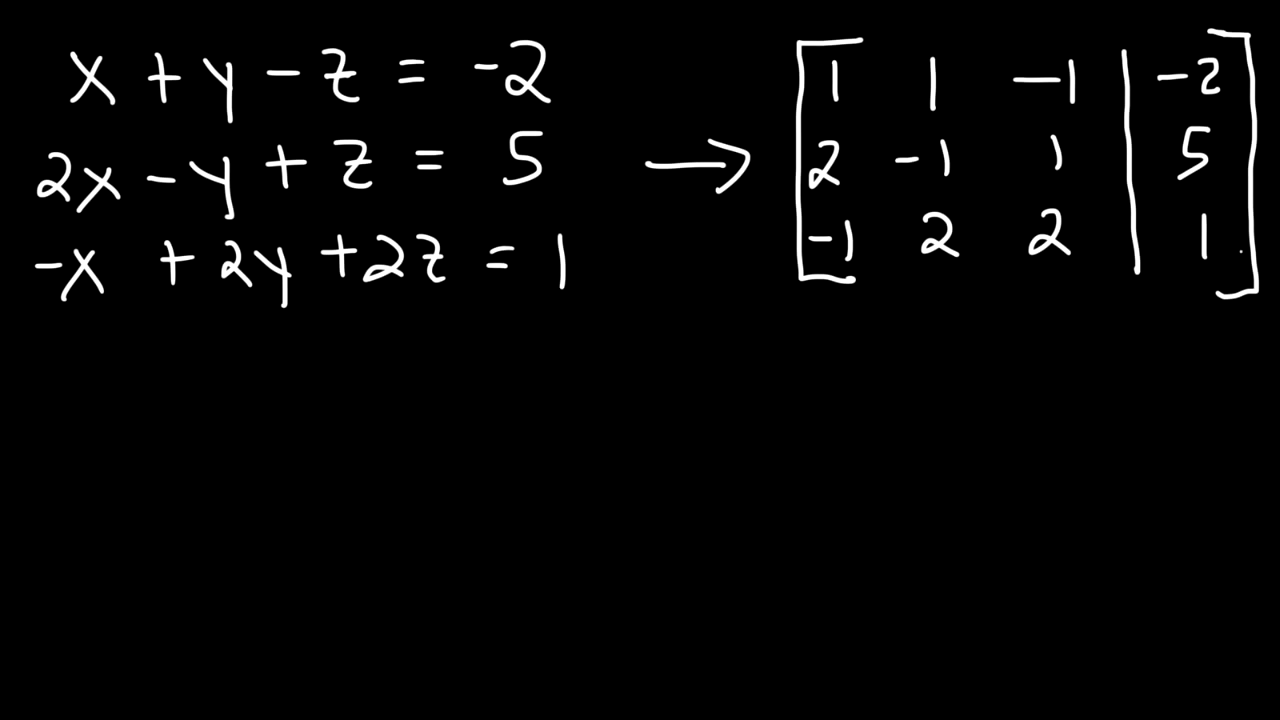 x + y - z = -2
2x - y + z = 5
-x + 2y + 2z = 1
→
1 1 -1 | -2
2 -1 1 | 5
-1 2 2 | 1